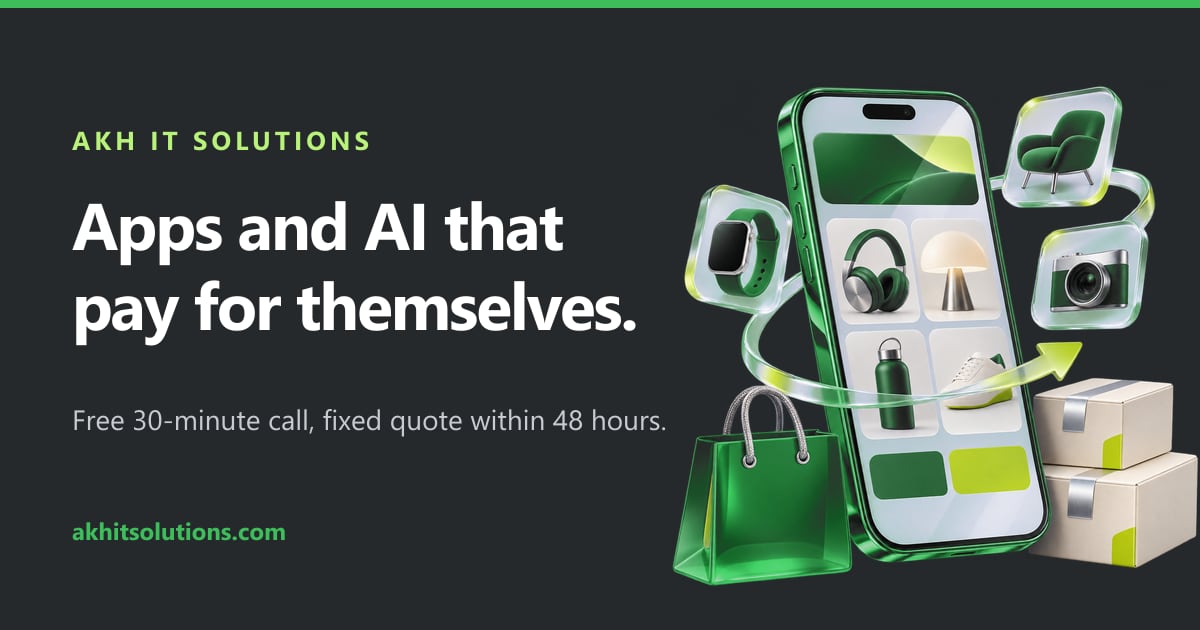 AKH IT SOLUTIONS
Apps and AI that
pay for themselves.
Free 30-minute call, fixed quote within 48 hours.
akhitsolutions.com